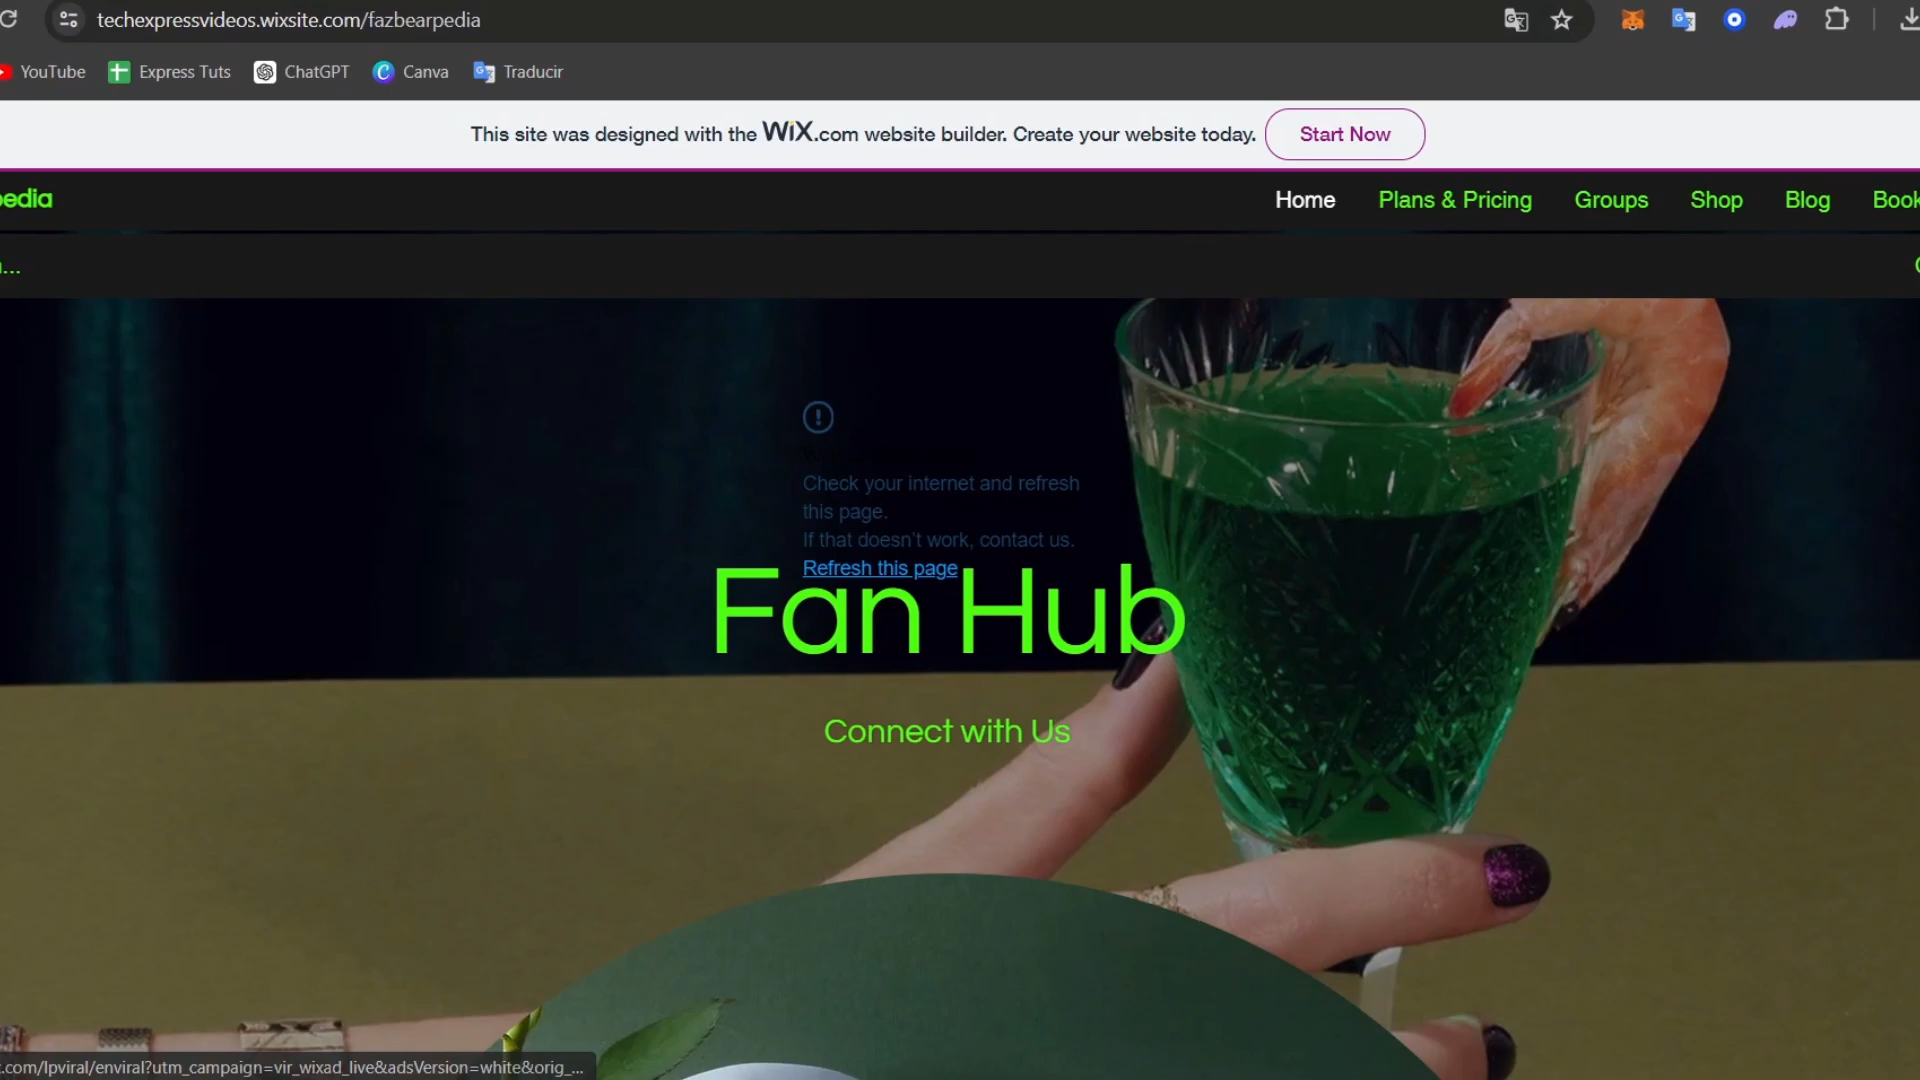 techexpressvideos.wixsite.com/fazbearpedia
YouTube Express Tuts ChatGPT Canva Traducir
This site was designed with the WiX.com website builder. Create your website today. Start Now
pedia Home Plans & Pricing Groups Shop Blog Book
...
Check your internet and refresh
this page.
If that doesn't work, contact us.
Refresh this page
Fan Hub
Connect with Us
.com/lpviral/enviral?utm_campaign=vir_wixad_live&adsVersion=white&orig_...